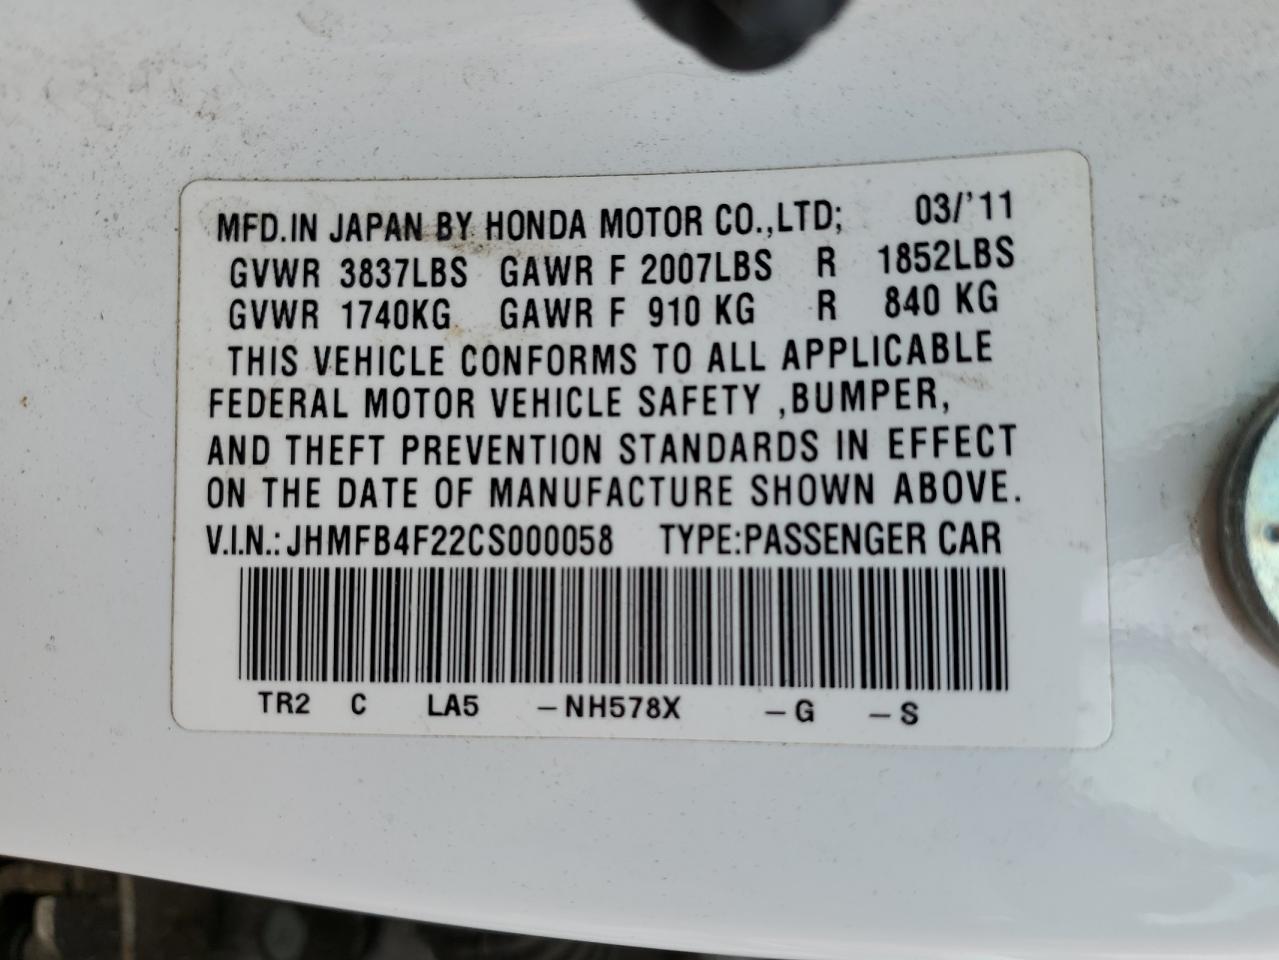 MFD.IN JAPAN BY HONDA MOTOR CO.,LTD; 03/'11
GVWR 3837LBS GAWR F 2007LBS R 1852LBS
GVWR 1740KG GAWR F 910 KG R 840 KG
THIS VEHICLE CONFORMS TO ALL APPLICABLE
FEDERAL MOTOR VEHICLE SAFETY ,BUMPER,
AND THEFT PREVENTION STANDARDS IN EFFECT
ON THE DATE OF MANUFACTURE SHOWN ABOVE.
V.I.N.:JHMFB4F22CS000058 TYPE:PASSENGER CAR
TR2 C LA5 -NH578X -G -S